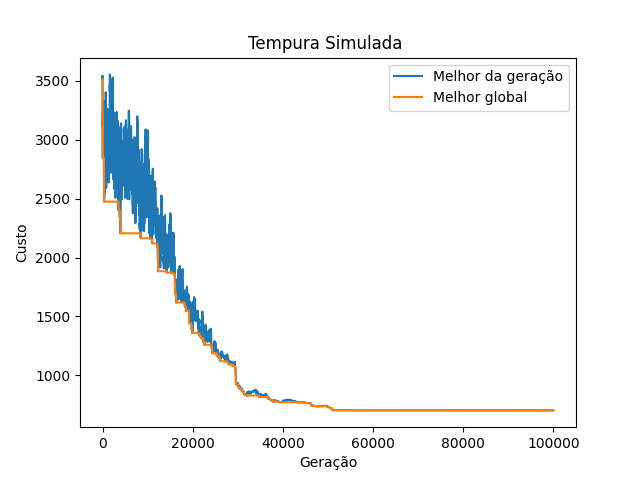 Tempura Simulada
Melhor da geração
Melhor global
Custo
3500
3000
2500
2000
1500
1000
0
20000
40000
60000
80000
100000
Geração